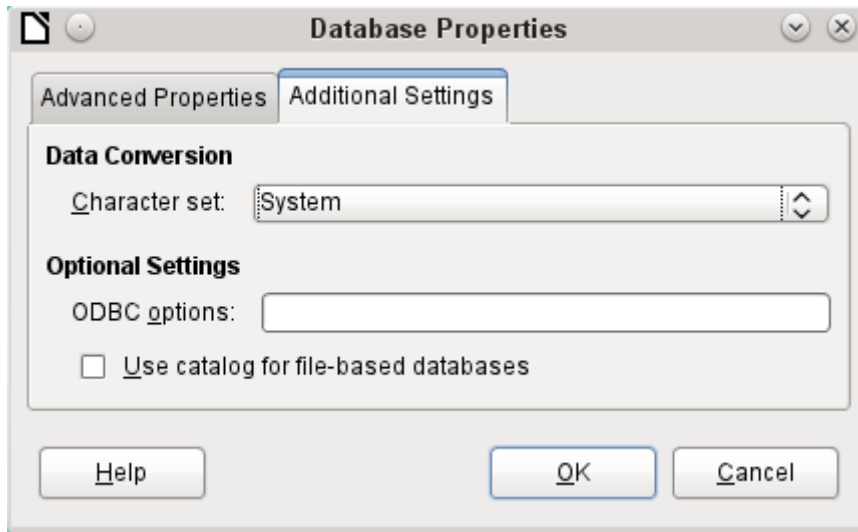 Database Properties
Advanced Properties Additional Settings
Data Conversion
Character set: System
Optional Settings
ODBC options:
Use catalog for file-based databases
Help OK Cancel